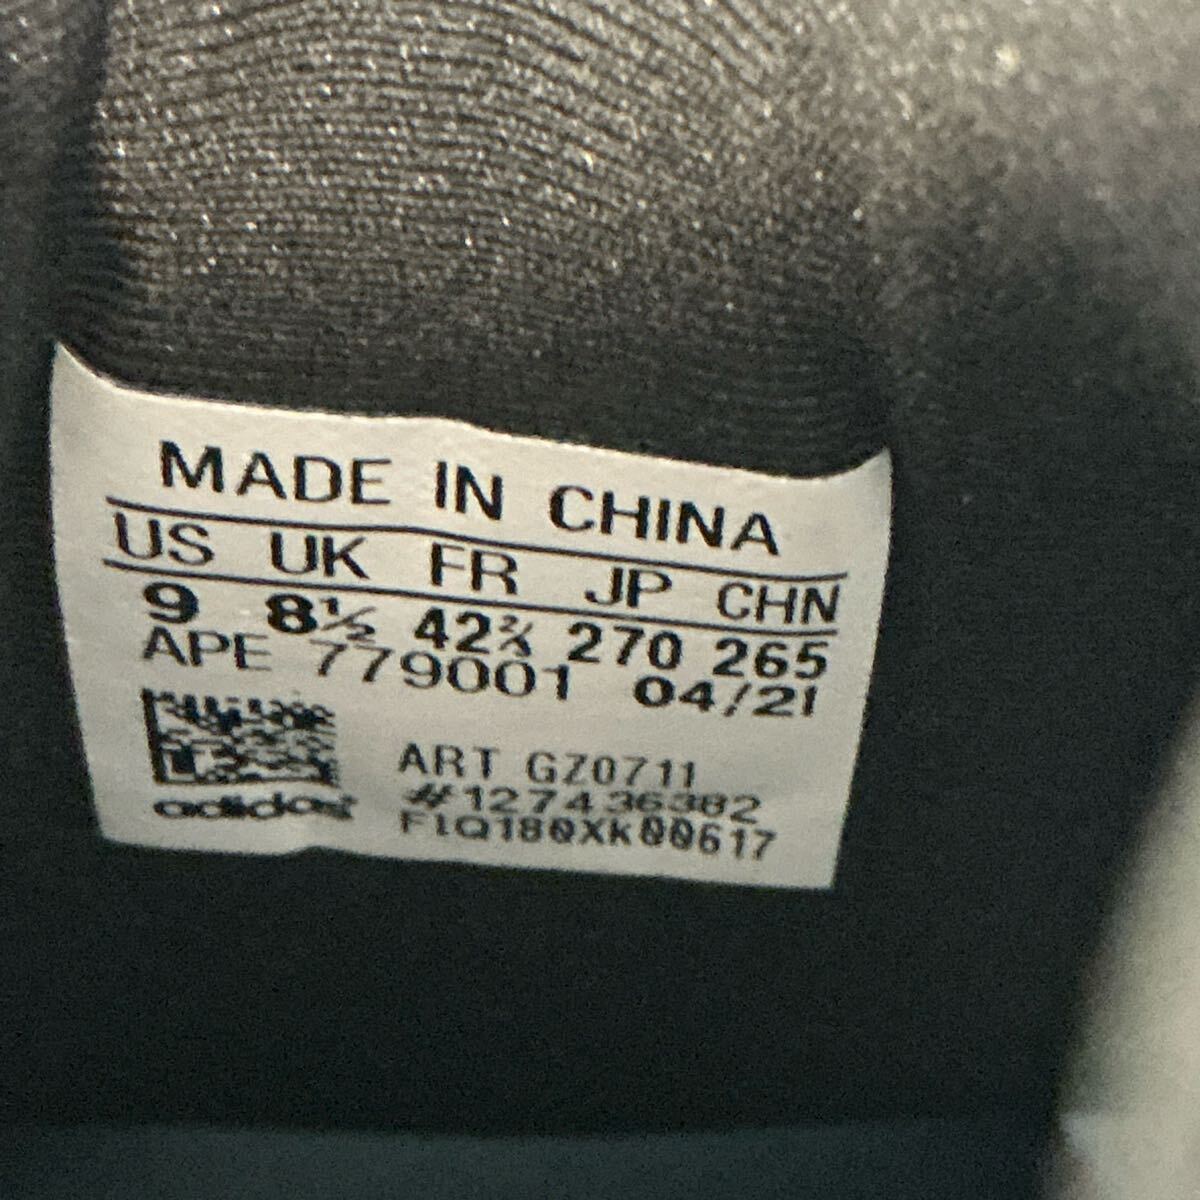 MADE IN CHINA
US UK FR JP CHN
9 8½ 42⅔ 270 265
APE 779001 04/21
ART GZ0711
#127436382
adidas F1Q180XK00617